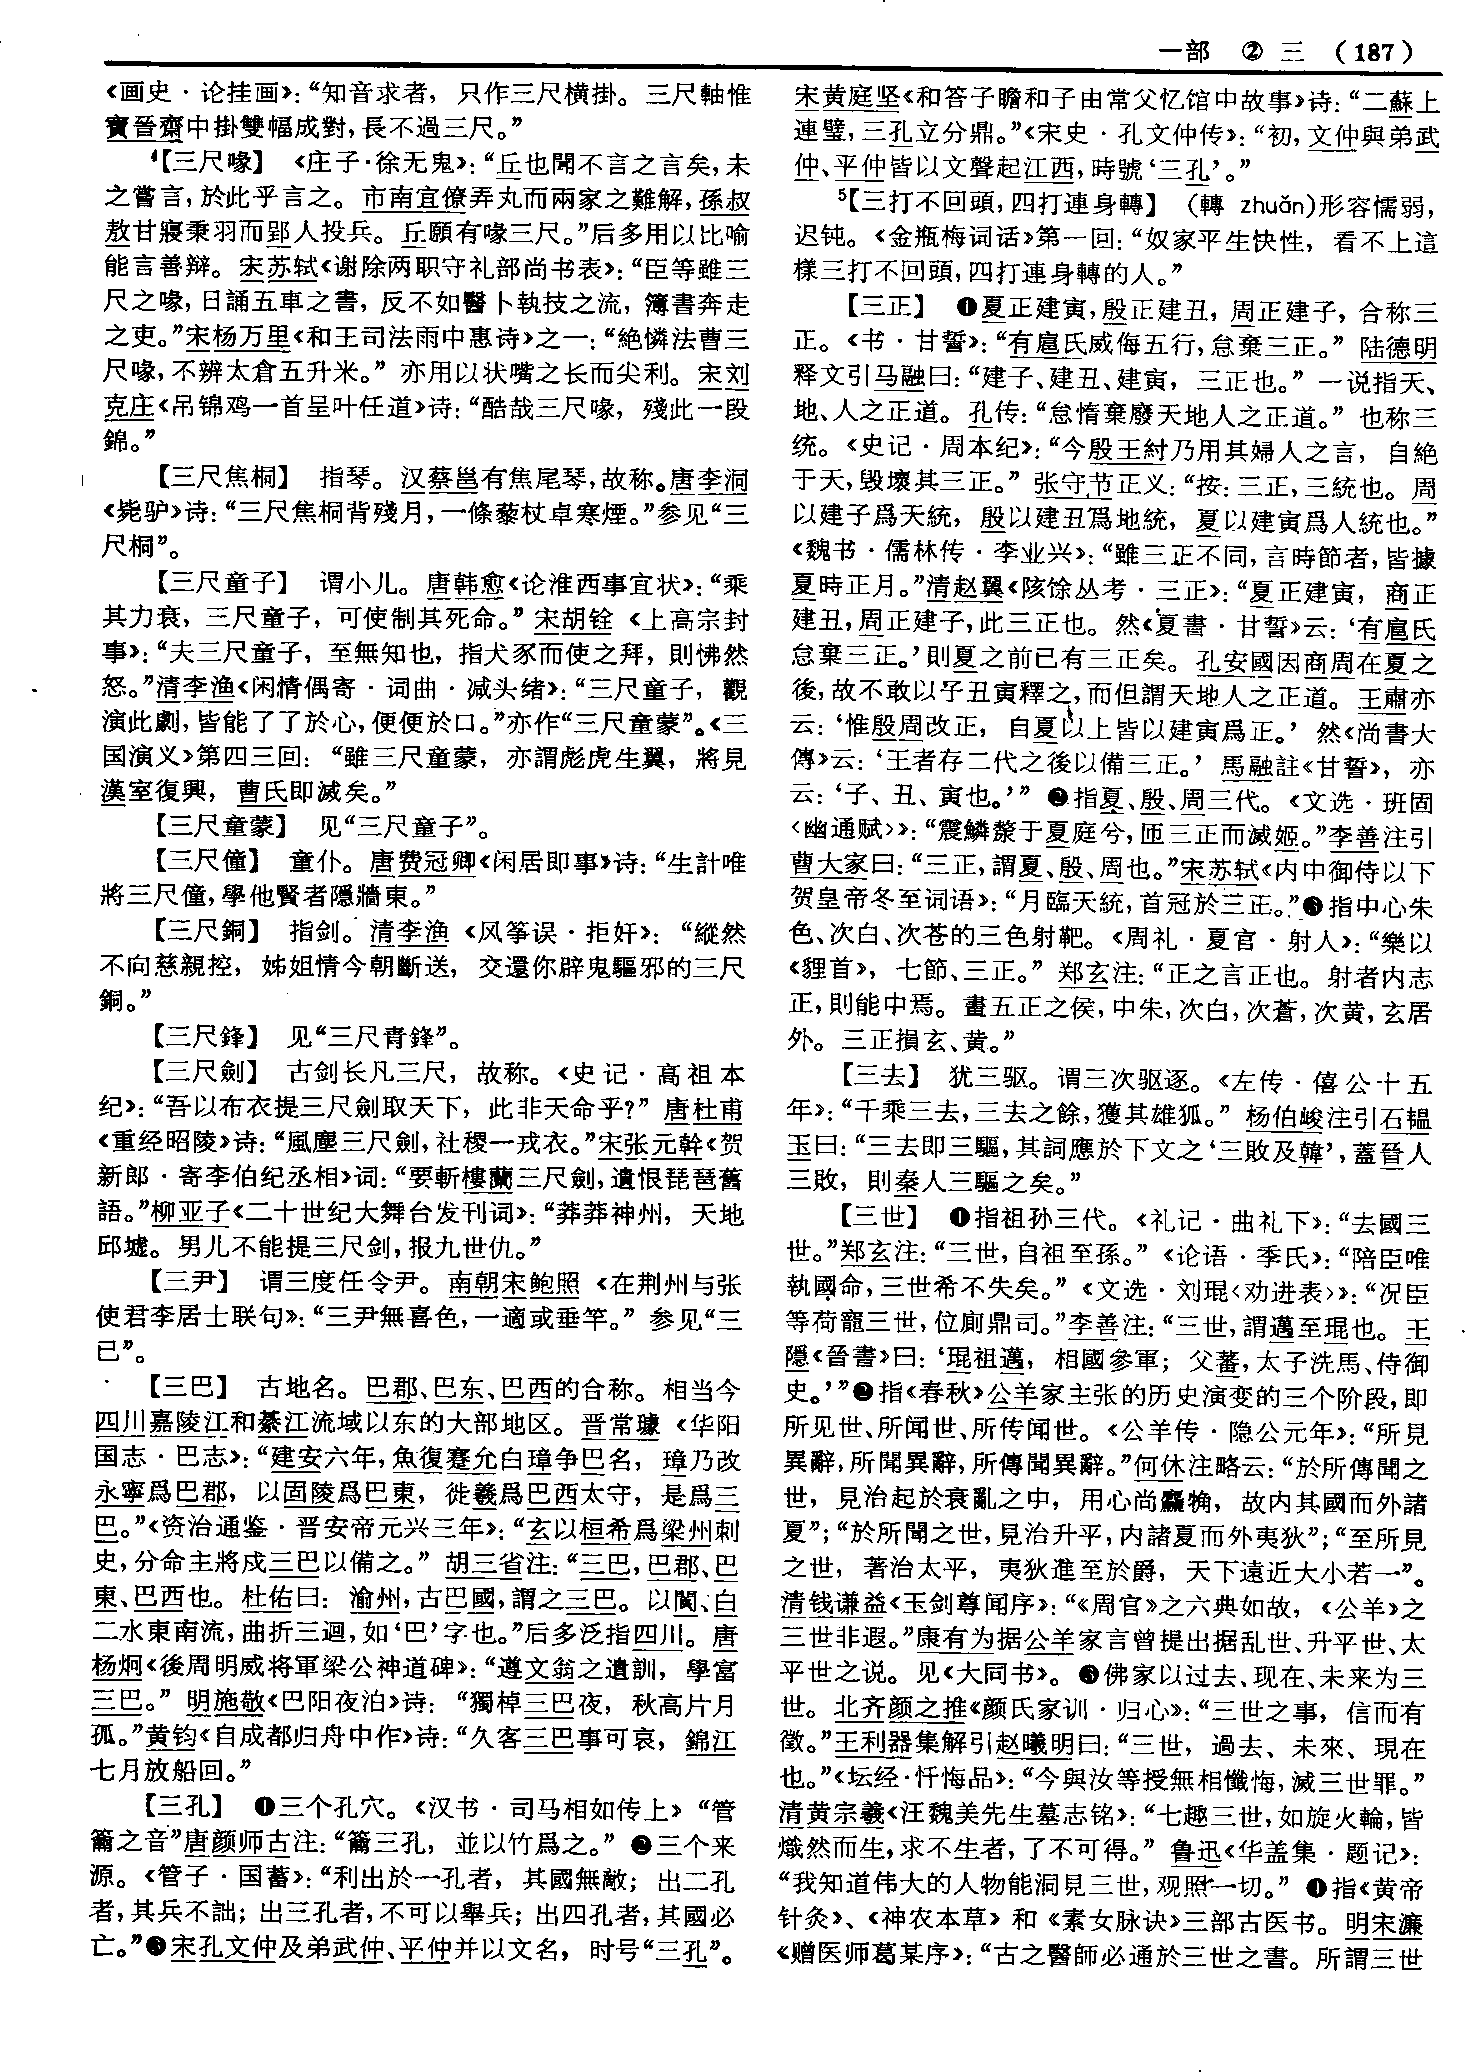 一部 ② 三 (187)
《画史·论挂画》:“知音求者，只作三尺横掛。三尺軸惟
寶晉齋中掛雙幅成對，長不過三尺。”
4【三尺喙】 《庄子·徐无鬼》:“丘也聞不言之言矣，未
之嘗言，於此乎言之。市南宜僚弄丸而兩家之難解，孫叔
敖甘寢秉羽而郢人投兵。丘願有喙三尺。”后多用以比喻
能言善辩。宋苏轼《谢除两职守礼部尚书表》:“臣等雖三
尺之喙，日誦五車之書，反不如醫卜執技之流，簿書奔走
之吏。”宋杨万里《和王司法雨中惠诗》之一:“絶憐法曹三
尺喙，不辨太倉五升米。”亦用以状嘴之长而尖利。宋刘
克庄《吊锦鸡一首呈叶任道》诗:“酷哉三尺喙，殘此一段
錦。”
【三尺焦桐】 指琴。汉蔡邕有焦尾琴，故称。唐李洞
《毙驴》诗:“三尺焦桐背殘月，一條藜杖卓寒煙。”参见“三
尺桐”。
【三尺童子】 谓小儿。唐韩愈《论淮西事宜状》:“乘
其力衰，三尺童子，可使制其死命。”宋胡铨《上高宗封
事》:“夫三尺童子，至無知也，指犬豕而使之拜，則怫然
怒。”清李渔《闲情偶寄·词曲·减头绪》:“三尺童子，觀
演此劇，皆能了了於心，便便於口。”亦作“三尺童蒙”。《三
国演义》第四三回:“雖三尺童蒙，亦謂彪虎生翼，將見
漢室復興，曹氏即滅矣。”
【三尺童蒙】 见“三尺童子”。
【三尺僮】 童仆。唐费冠卿《闲居即事》诗:“生計唯
將三尺僮，學他賢者隱牆東。”
【三尺銅】 指剑。清李渔《风筝误·拒奸》:“縱然
不向慈親控，姊姐情今朝斷送，交還你辟鬼驅邪的三尺
銅。”
【三尺鋒】 见“三尺青鋒”。
【三尺劍】 古剑长凡三尺，故称。《史记·高祖本
纪》:“吾以布衣提三尺劍取天下，此非天命乎?”唐杜甫
《重经昭陵》诗:“風塵三尺劍，社稷一戎衣。”宋张元幹《贺
新郎·寄李伯纪丞相》词:“要斬樓蘭三尺劍，遺恨琵琶舊
語。”柳亚子《二十世纪大舞台发刊词》:“莽莽神州，天地
邱墟。男儿不能提三尺剑，报九世仇。”
【三尹】 谓三度任令尹。南朝宋鲍照《在荆州与张
使君李居士联句》:“三尹無喜色，一適或垂竿。”参见“三
已”。
【三巴】 古地名。巴郡、巴东、巴西的合称。相当今
四川嘉陵江和綦江流域以东的大部地区。晋常璩《华阳
国志·巴志》:“建安六年，魚復蹇允白璋争巴名，璋乃改
永寧爲巴郡，以固陵爲巴東，徙羲爲巴西太守，是爲三
巴。”《资治通鉴·晋安帝元兴三年》:“玄以桓希爲梁州刺
史，分命主將戍三巴以備之。”胡三省注:“三巴，巴郡、巴
東、巴西也。杜佑曰:渝州，古巴國，謂之三巴。以閬、白
二水東南流，曲折三迴，如‘巴’字也。”后多泛指四川。唐
杨炯《後周明威将軍梁公神道碑》:“遵文翁之遺訓，學富
三巴。”明施敬《巴阳夜泊》诗:“獨棹三巴夜，秋高片月
孤。”黄钧《自成都归舟中作》诗:“久客三巴事可哀，錦江
七月放船回。”
【三孔】 ❶三个孔穴。《汉书·司马相如传上》“管
籥之音”唐颜师古注:“籥三孔，並以竹爲之。”❷三个来
源。《管子·国蓄》:“利出於一孔者，其國無敵；出二孔
者，其兵不詘；出三孔者，不可以舉兵；出四孔者，其國必
亡。”❸宋孔文仲及弟武仲、平仲并以文名，时号“三孔”。
宋黄庭坚《和答子瞻和子由常父忆馆中故事》诗:“二蘇上
連璧，三孔立分鼎。”《宋史·孔文仲传》:“初，文仲與弟武
仲、平仲皆以文聲起江西，時號‘三孔’。”
5【三打不回頭，四打連身轉】 (轉 zhuǎn)形容懦弱，
迟钝。《金瓶梅词话》第一回:“奴家平生快性，看不上這
樣三打不回頭，四打連身轉的人。”
【三正】 ❶夏正建寅，殷正建丑，周正建子，合称三
正。《书·甘誓》:“有扈氏威侮五行，怠棄三正。”陆德明
释文引马融曰:“建子、建丑、建寅，三正也。”一说指天、
地、人之正道。孔传:“怠惰棄廢天地人之正道。”也称三
统。《史记·周本纪》:“今殷王紂乃用其婦人之言，自絶
于天，毁壞其三正。”张守节正义:“按:三正，三統也。周
以建子爲天統，殷以建丑爲地統，夏以建寅爲人統也。”
《魏书·儒林传·李业兴》:“雖三正不同，言時節者，皆據
夏時正月。”清赵翼《陔馀丛考·三正》:“夏正建寅，商正
建丑，周正建子，此三正也。然《夏書·甘誓》云:‘有扈氏
怠棄三正。’則夏之前已有三正矣。孔安國因商周在夏之
後，故不敢以子丑寅釋之，而但謂天地人之正道。王肅亦
云:‘惟殷周改正，自夏以上皆以建寅爲正。’然《尚書大
傳》云:‘王者存二代之後以備三正。’馬融註《甘誓》，亦
云:‘子、丑、寅也。’”❷指夏、殷、周三代。《文选·班固
〈幽通赋〉》:“震鱗漦于夏庭兮，匝三正而滅姬。”李善注引
曹大家曰:“三正，謂夏、殷、周也。”宋苏轼《内中御侍以下
贺皇帝冬至词语》:“月臨天統，首冠於三正。”❸指中心朱
色、次白、次苍的三色射靶。《周礼·夏官·射人》:“樂以
《貍首》，七節、三正。”郑玄注:“正之言正也。射者内志
正，則能中焉。畫五正之侯，中朱，次白，次蒼，次黄，玄居
外。三正損玄、黄。”
【三去】 犹三驱。谓三次驱逐。《左传·僖公十五
年》:“千乘三去，三去之餘，獲其雄狐。”杨伯峻注引石韫
玉曰:“三去即三驅，其詞應於下文之‘三敗及韓’，蓋晉人
三敗，則秦人三驅之矣。”
【三世】 ❶指祖孙三代。《礼记·曲礼下》:“去國三
世。”郑玄注:“三世，自祖至孫。”《论语·季氏》:“陪臣唯
執國命，三世希不失矣。”《文选·刘琨〈劝进表〉》:“况臣
等荷寵三世，位廁鼎司。”李善注:“三世，謂邁至琨也。王
隱《晉書》曰:‘琨祖邁，相國參軍；父蕃，太子洗馬、侍御
史。’”❷指《春秋》公羊家主张的历史演变的三个阶段，即
所见世、所闻世、所传闻世。《公羊传·隐公元年》:“所見
異辭，所聞異辭，所傳聞異辭。”何休注略云:“於所傳聞之
世，見治起於衰亂之中，用心尚麤觕，故内其國而外諸
夏”；“於所聞之世，見治升平，内諸夏而外夷狄”；“至所見
之世，著治太平，夷狄進至於爵，天下遠近大小若一”。
清钱谦益《玉剑尊闻序》:“《周官》之六典如故，《公羊》之
三世非遐。”康有为据公羊家言曾提出据乱世、升平世、太
平世之说。见《大同书》。❸佛家以过去、现在、未来为三
世。北齐颜之推《颜氏家训·归心》:“三世之事，信而有
徵。”王利器集解引赵曦明曰:“三世，過去、未來、現在
也。”《坛经·忏悔品》:“今與汝等授無相懺悔，滅三世罪。”
清黄宗羲《汪魏美先生墓志铭》:“七趣三世，如旋火輪，皆
熾然而生，求不生者，了不可得。”鲁迅《华盖集·题记》:
“我知道伟大的人物能洞見三世，观照一切。”❹指《黄帝
针灸》、《神农本草》和《素女脉诀》三部古医书。明宋濂
《赠医师葛某序》:“古之醫師必通於三世之書。所謂三世